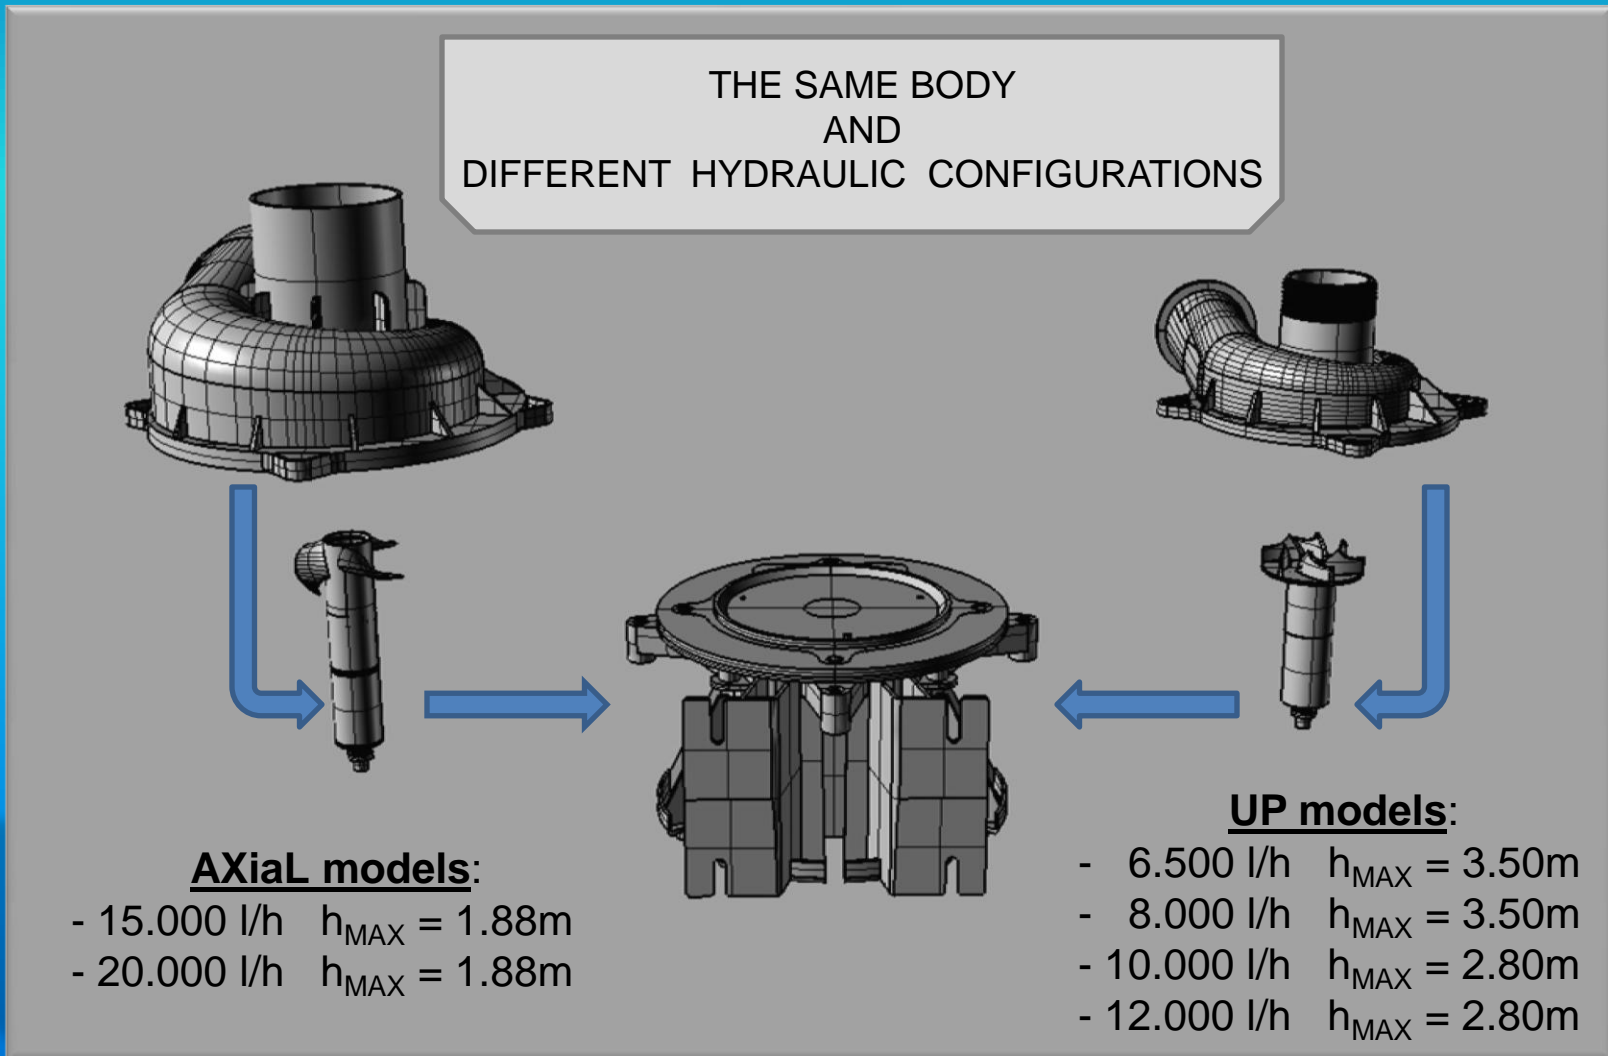 THE SAME BODY
AND
DIFFERENT HYDRAULIC CONFIGURATIONS
AXiaL models:
- 15.000 l/h hMAX = 1.88m
- 20.000 l/h hMAX = 1.88m
UP models:
- 6.500 l/h hMAX = 3.50m
- 8.000 l/h hMAX = 3.50m
- 10.000 l/h hMAX = 2.80m
- 12.000 l/h hMAX = 2.80m